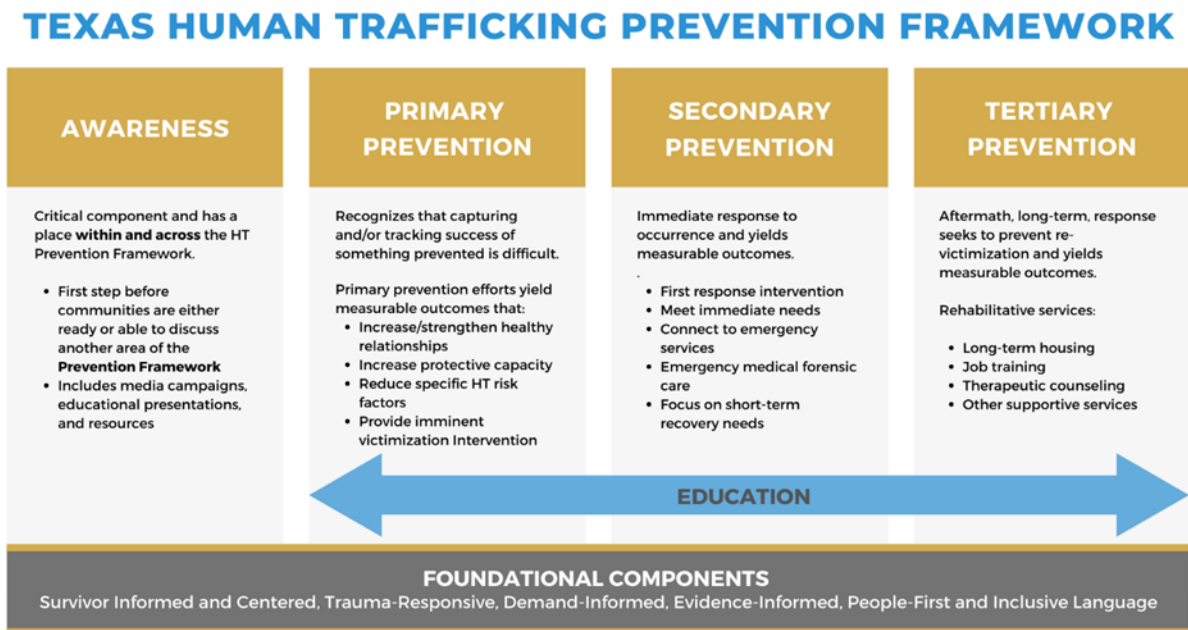 TEXAS HUMAN TRAFFICKING PREVENTION FRAMEWORK
AWARENESS
Critical component and has a
place within and across the HT
Prevention Framework.
• First step before
communities are either
ready or able to discuss
another area of the
Prevention Framework
• Includes media campaigns,
educational presentations,
and resources
PRIMARY
PREVENTION
Recognizes that capturing
and/or tracking success of
something prevented is difficult.
Primary prevention efforts yield
measurable outcomes that:
• Increase/strengthen healthy
relationships
• Increase protective capacity
• Reduce specific HT risk
factors
• Provide imminent
victimization Intervention
SECONDARY
PREVENTION
Immediate response to
occurrence and yields
measurable outcomes.
.
• First response intervention
• Meet immediate needs
• Connect to emergency
services
• Emergency medical forensic
care
• Focus on short-term
recovery needs
TERTIARY
PREVENTION
Aftermath, long-term, response
seeks to prevent re-
victimization and yields
measurable outcomes.
Rehabilitative services:
• Long-term housing
• Job training
• Therapeutic counseling
• Other supportive services
EDUCATION
FOUNDATIONAL COMPONENTS
Survivor Informed and Centered, Trauma-Responsive, Demand-Informed, Evidence-Informed, People-First and Inclusive Language